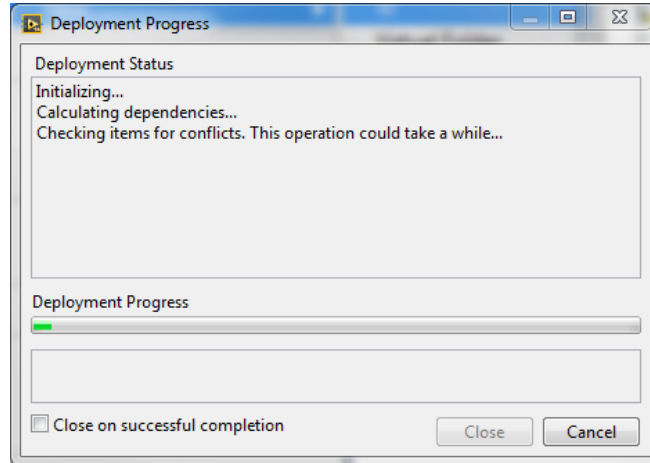 Deployment Progress
Deployment Status
Initializing...
Calculating dependencies...
Checking items for conflicts. This operation could take a while...
Deployment Progress
Close on successful completion
Close
Cancel